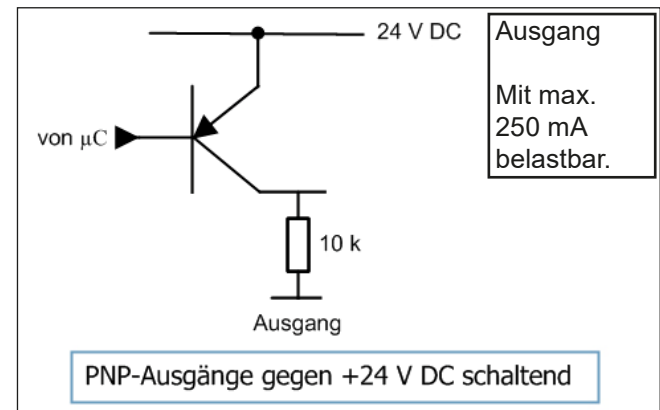 24 V DC
Ausgang
Mit max.
250 mA
belastbar.
von µC
10 k
Ausgang
PNP-Ausgänge gegen +24 V DC schaltend